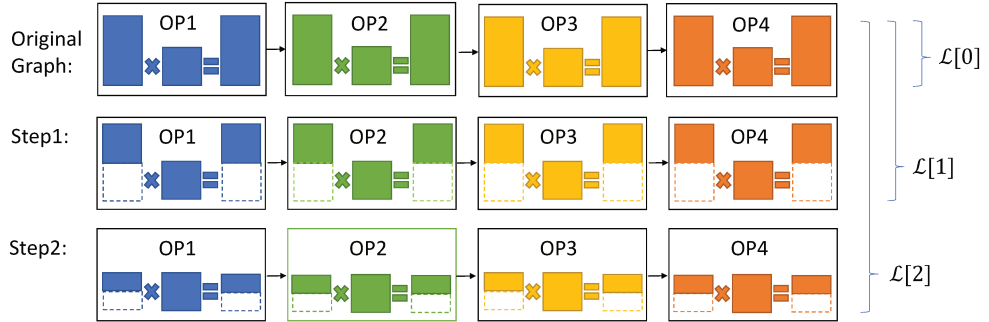 Original Graph:
OP1 OP2 OP3 OP4
ℒ[0]
Step1:
OP1 OP2 OP3 OP4
ℒ[1]
Step2:
OP1 OP2 OP3 OP4
ℒ[2]